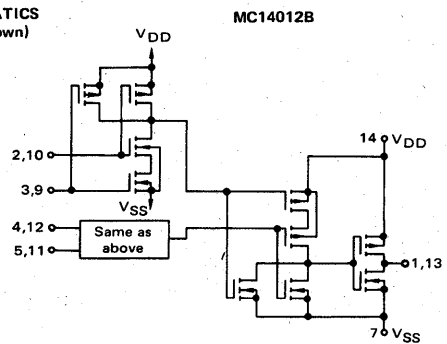 ATICS
own)
MC14012B
VDD
2,10
3,9
VSS
4,12
5,11
Same as
above
14
VDD
1,13
7
VSS